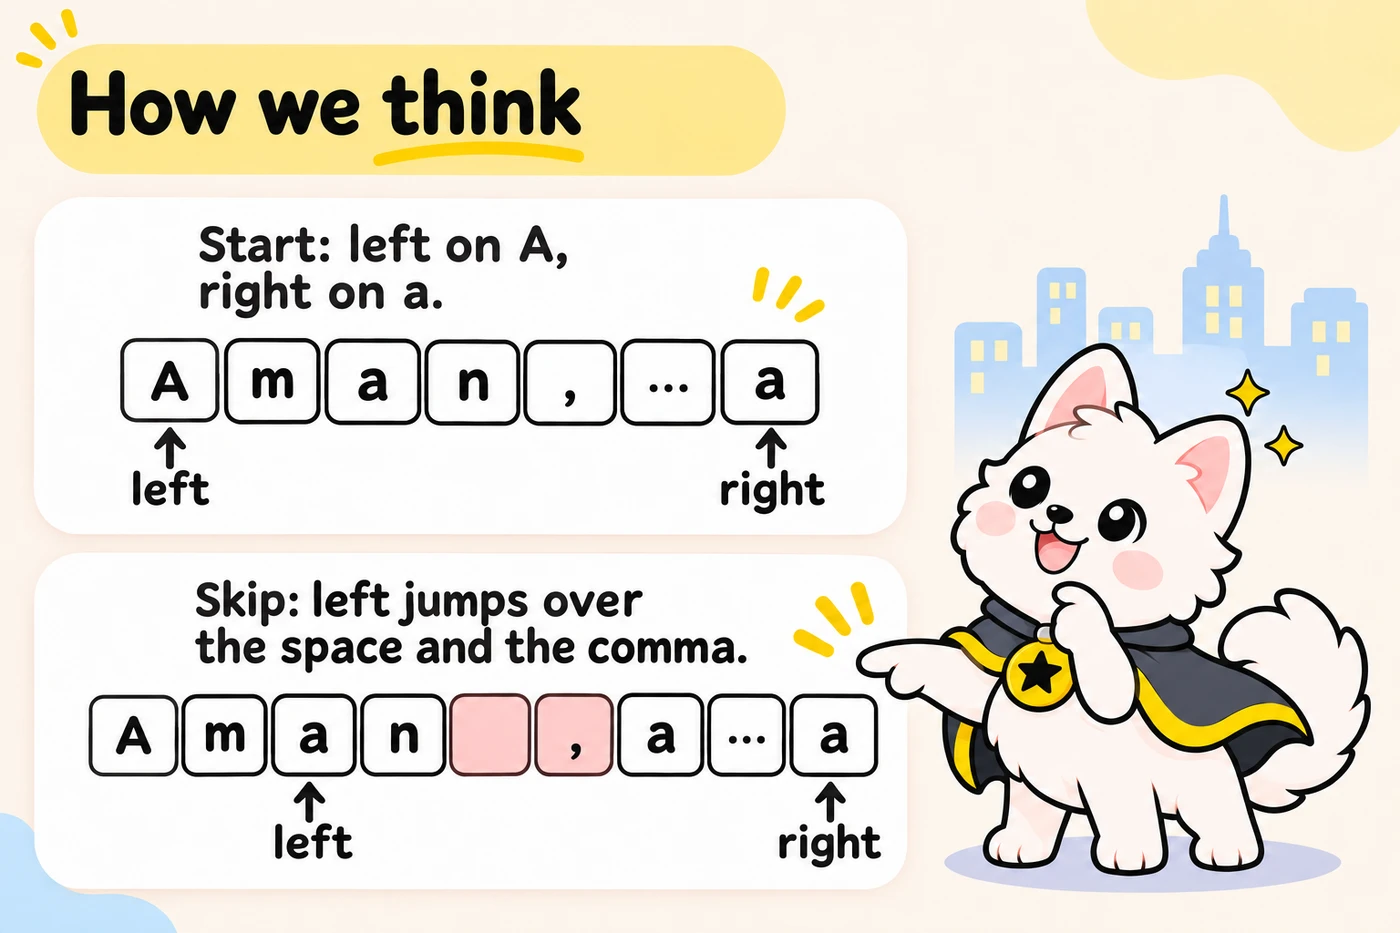 How we think
Start: left on A,
right on a.
A m a n , ... a
left right
Skip: left jumps over
the space and the comma.
A m a n , a ... a
left right